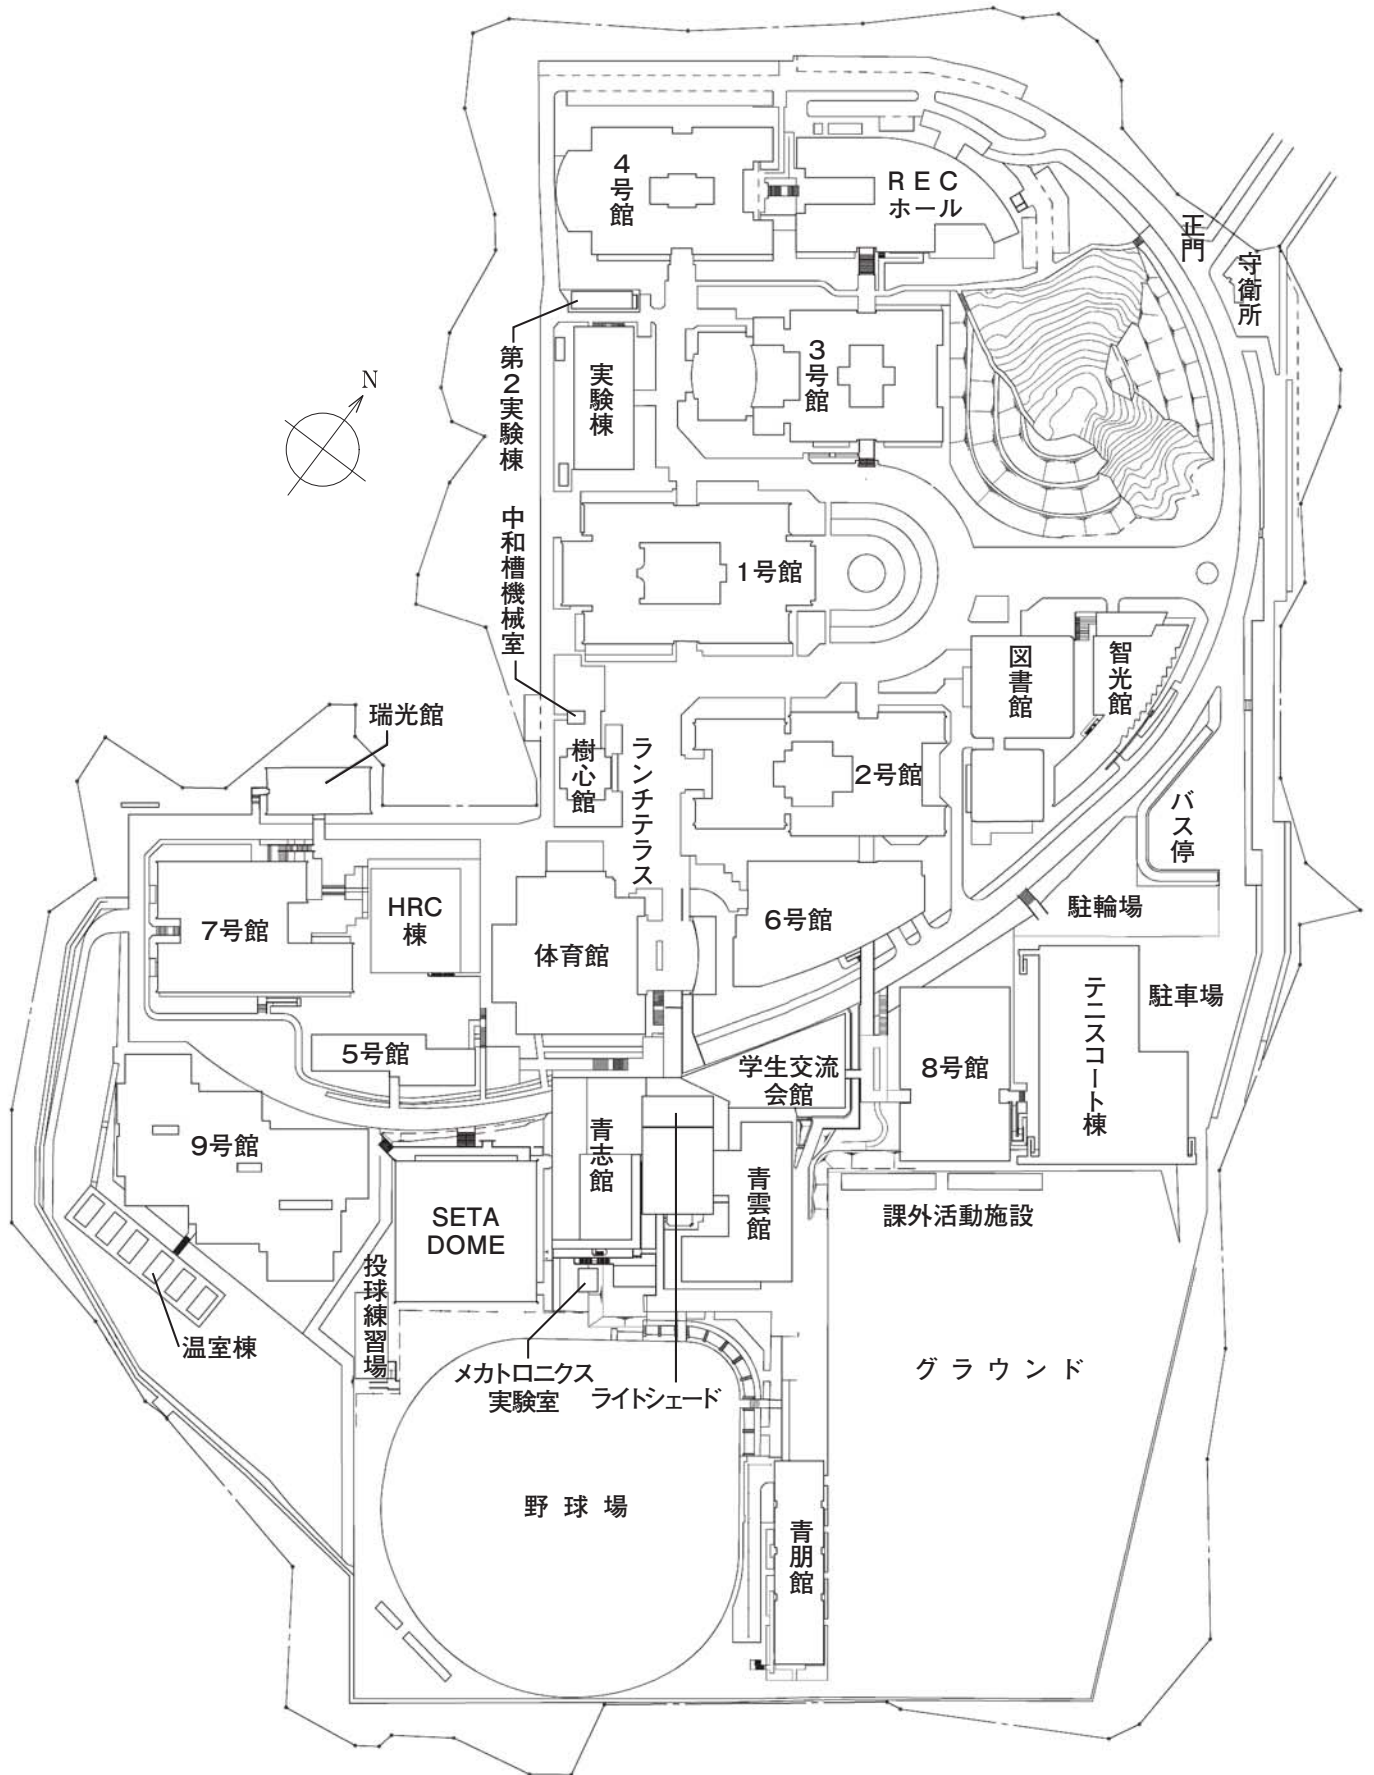 4号館
REC
ホール
正門
守衛所
N
第2実験棟
実験棟
3号館
中和槽機械室
1号館
図書館
智光館
瑞光館
樹心館
ランチテラス
2号館
バス停
7号館
HRC
棟
体育館
6号館
駐輪場
テニスコート棟
駐車場
5号館
学生交流
会館
8号館
9号館
青志館
青雲館
SETA
DOME
課外活動施設
投球練習場
温室棟
メカトロニクス
実験室
ライトシェード
グラウンド
野球場
青朋館